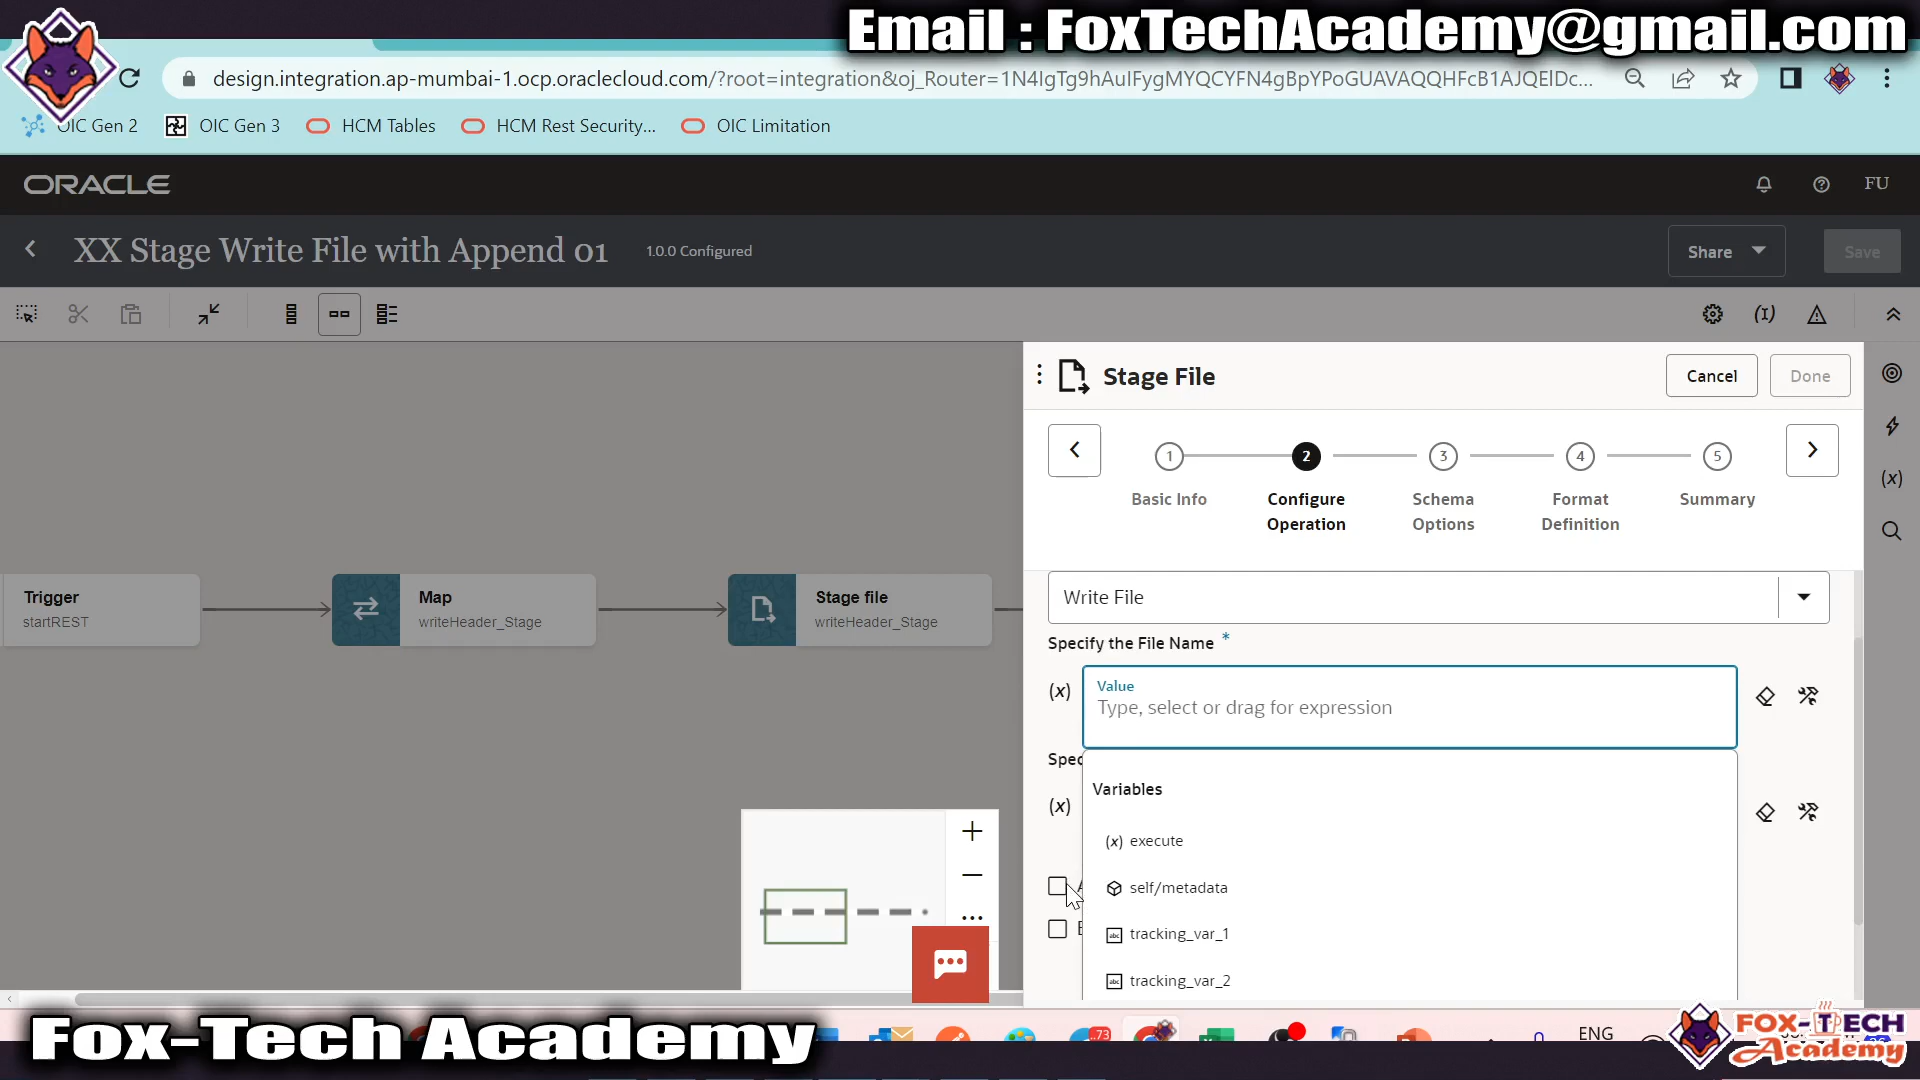 Email : FoxTechAcademy@gmail.com
design.integration.ap-mumbai-1.ocp.oraclecloud.com/?root=integration&oj_Router=1N4IgTg9hAuIFygMYQCYFN4gBpYPoGUAVAQQHFcB1AJQElDc...
OIC Gen 2
OIC Gen 3
HCM Tables
HCM Rest Security...
OIC Limitation
ORACLE
FU
XX Stage Write File with Append 01
1.0.0 Configured
Share
Save
Stage File
Cancel
Done
1
2
3
4
5
Basic Info
Configure Operation
Schema Options
Format Definition
Summary
Trigger
startREST
Map
writeHeader_Stage
Stage file
writeHeader_Stage
Write File
Specify the File Name *
(x)
Value
Type, select or drag for expression
Spec
(x)
Variables
(x) execute
self/metadata
abc tracking_var_1
abc tracking_var_2
Fox-Tech Academy
73
ENG
FOX-TECH
Academy